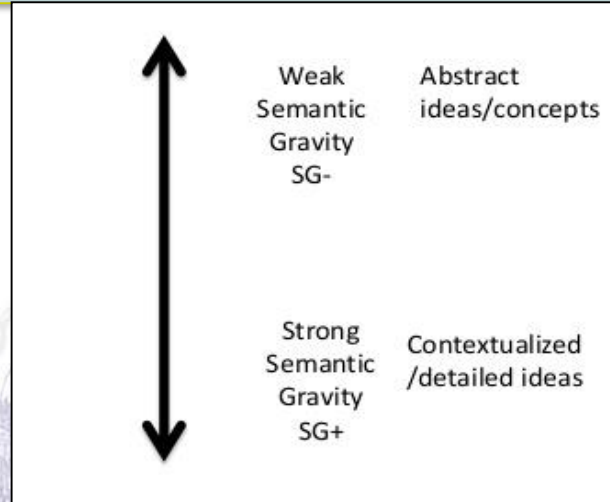 Weak
Semantic
Gravity
SG-
Abstract
ideas/concepts
Strong
Semantic
Gravity
SG+
Contextualized
/detailed ideas